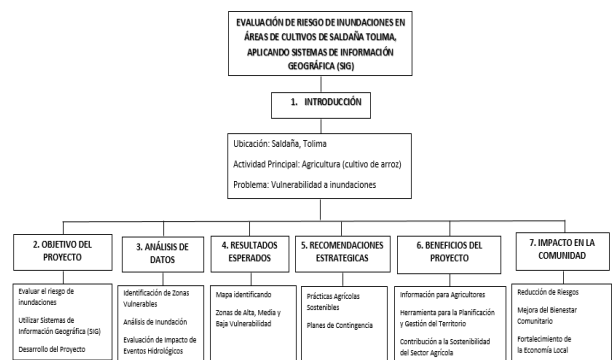 EVALUACIÓN DE RIESGO DE INUNDACIONES EN
ÁREAS DE CULTIVOS DE SALDAÑA TOLIMA,
APLICANDO SISTEMAS DE INFORMACIÓN
GEOGRÁFICA (SIG)
1. INTRODUCCIÓN
Ubicación: Saldaña, Tolima
Actividad Principal: Agricultura (cultivo de arroz)
Problema: Vulnerabilidad a inundaciones
2. OBJETIVO DEL
PROYECTO
Evaluar el riesgo de
inundaciones
Utilizar Sistemas de
Información Geográfica (SIG)
Desarrollo del Proyecto
3. ANÁLISIS DE
DATOS
Identificación de Zonas
Vulnerables
Análisis de Inundación
Evaluación de Impacto de
Eventos Hidrológicos
4. RESULTADOS
ESPERADOS
Mapa identificando
Zonas de Alta, Media y
Baja Vulnerabilidad
5. RECOMENDACIONES
ESTRATEGICAS
Prácticas Agrícolas
Sostenibles
Planes de Contingencia
6. BENEFICIOS DEL
PROYECTO
Información para Agricultores
Herramienta para la Planificación
y Gestión del Territorio
Contribución a la Sostenibilidad
del Sector Agrícola
7. IMPACTO EN LA
COMUNIDAD
Reducción de Riesgos
Mejora del Bienestar
Comunitario
Fortalecimiento de
la Economía Local